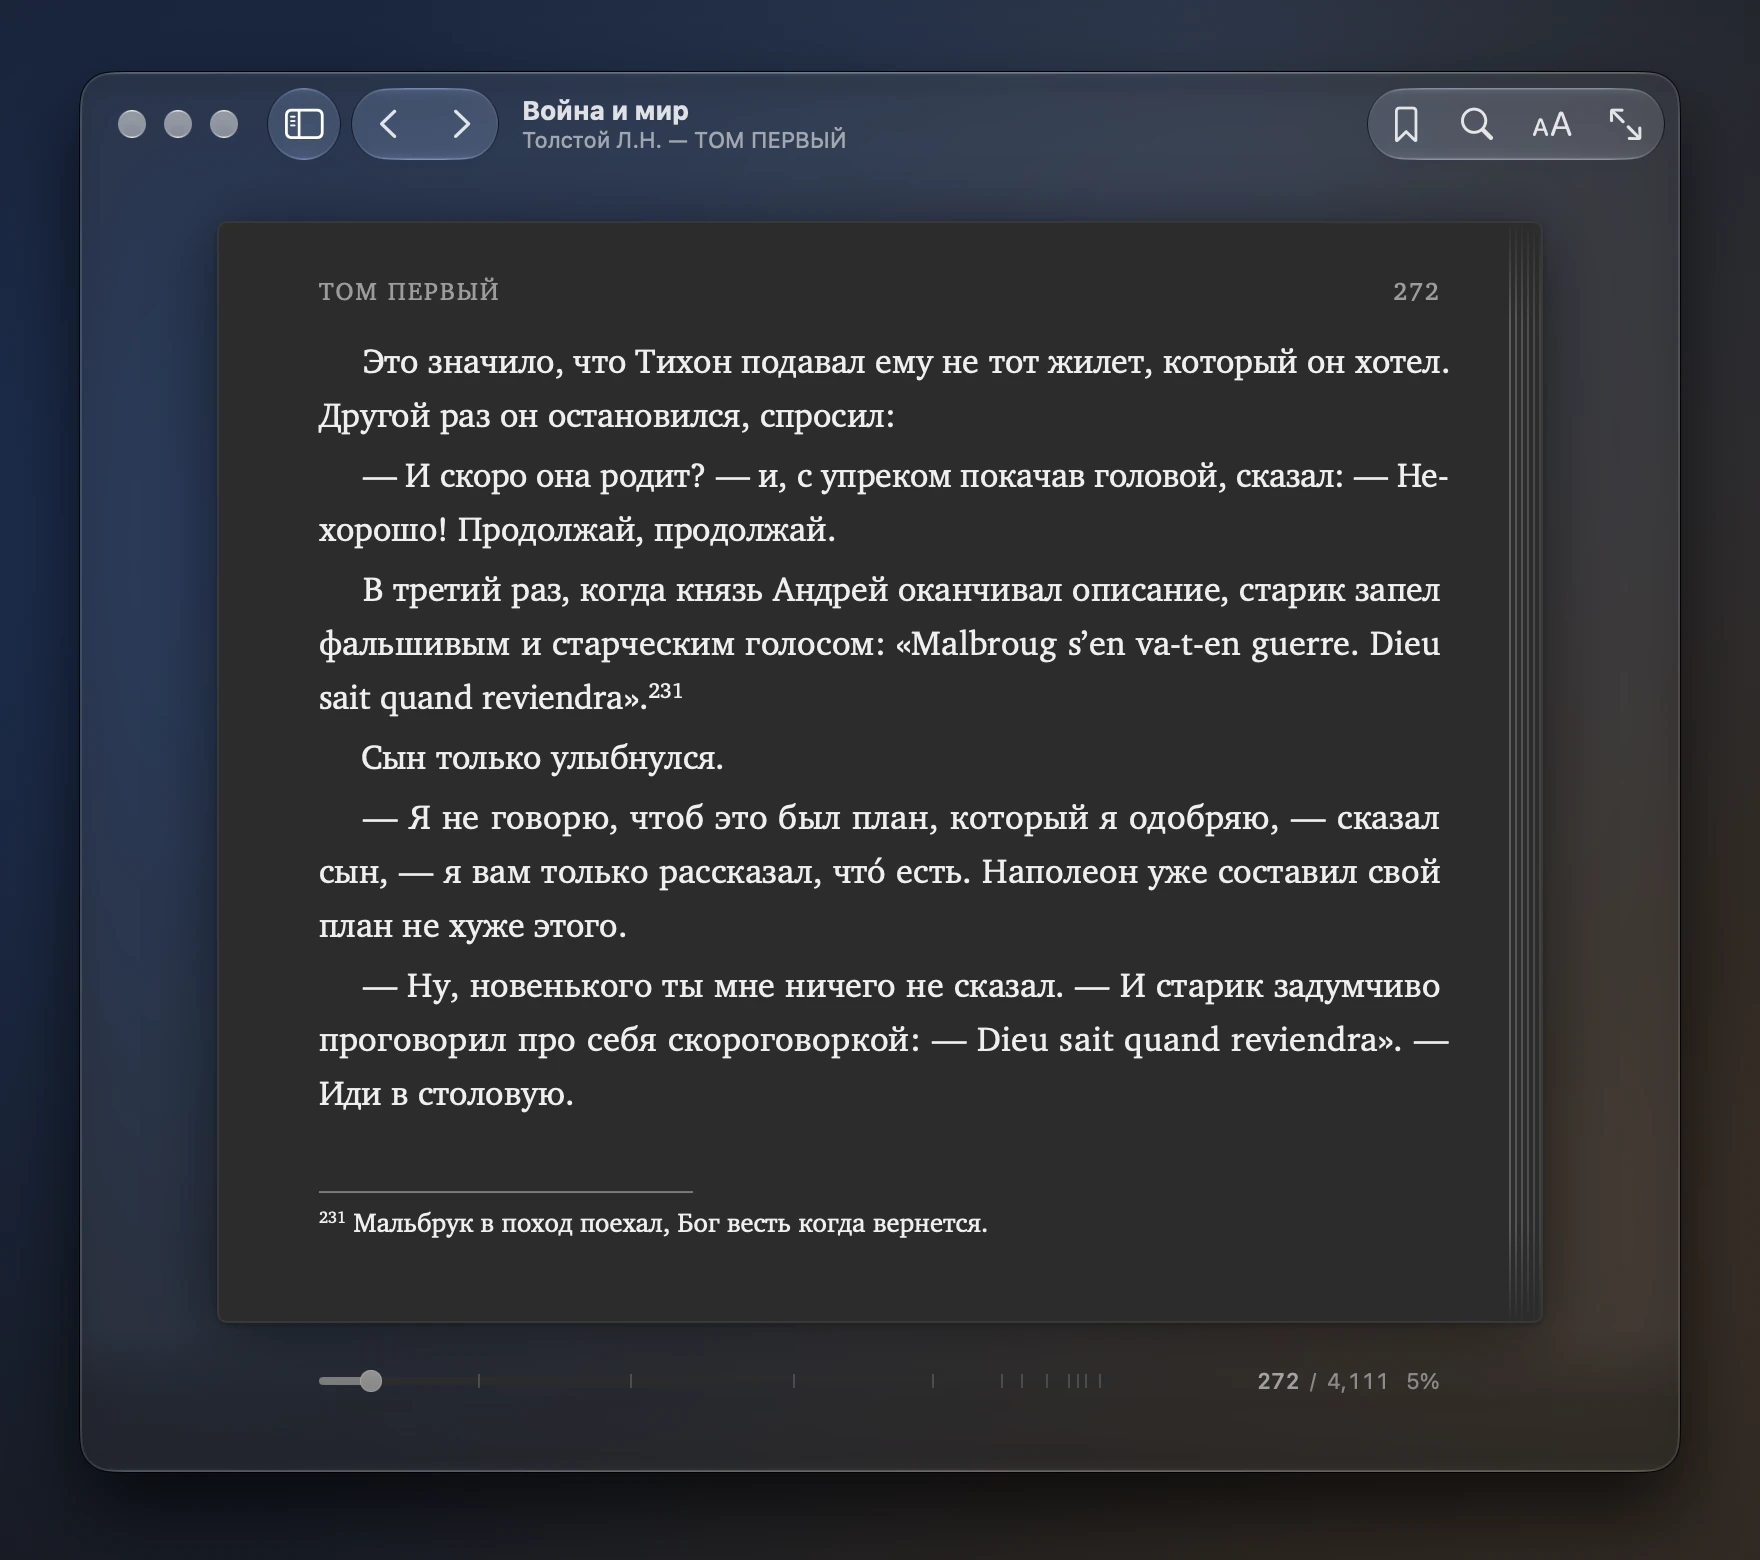 Война и мир
Толстой Л.Н. — ТОМ ПЕРВЫЙ
AA
ТОМ ПЕРВЫЙ 272
Это значило, что Тихон подавал ему не тот жилет, который он хотел.
Другой раз он остановился, спросил:
— И скоро она родит? — и, с упреком покачав головой, сказал: — Не-
хорошо! Продолжай, продолжай.
В третий раз, когда князь Андрей оканчивал описание, старик запел
фальшивым и старческим голосом: «Malbroug s’en va-t-en guerre. Dieu
sait quand reviendra».²³¹
Сын только улыбнулся.
— Я не говорю, чтоб это был план, который я одобряю, — сказал
сын, — я вам только рассказал, что́ есть. Наполеон уже составил свой
план не хуже этого.
— Ну, новенького ты мне ничего не сказал. — И старик задумчиво
проговорил про себя скороговоркой: — Dieu sait quand reviendra». —
Иди в столовую.
²³¹ Мальбрук в поход поехал, Бог весть когда вернется.
272 / 4,111 5%